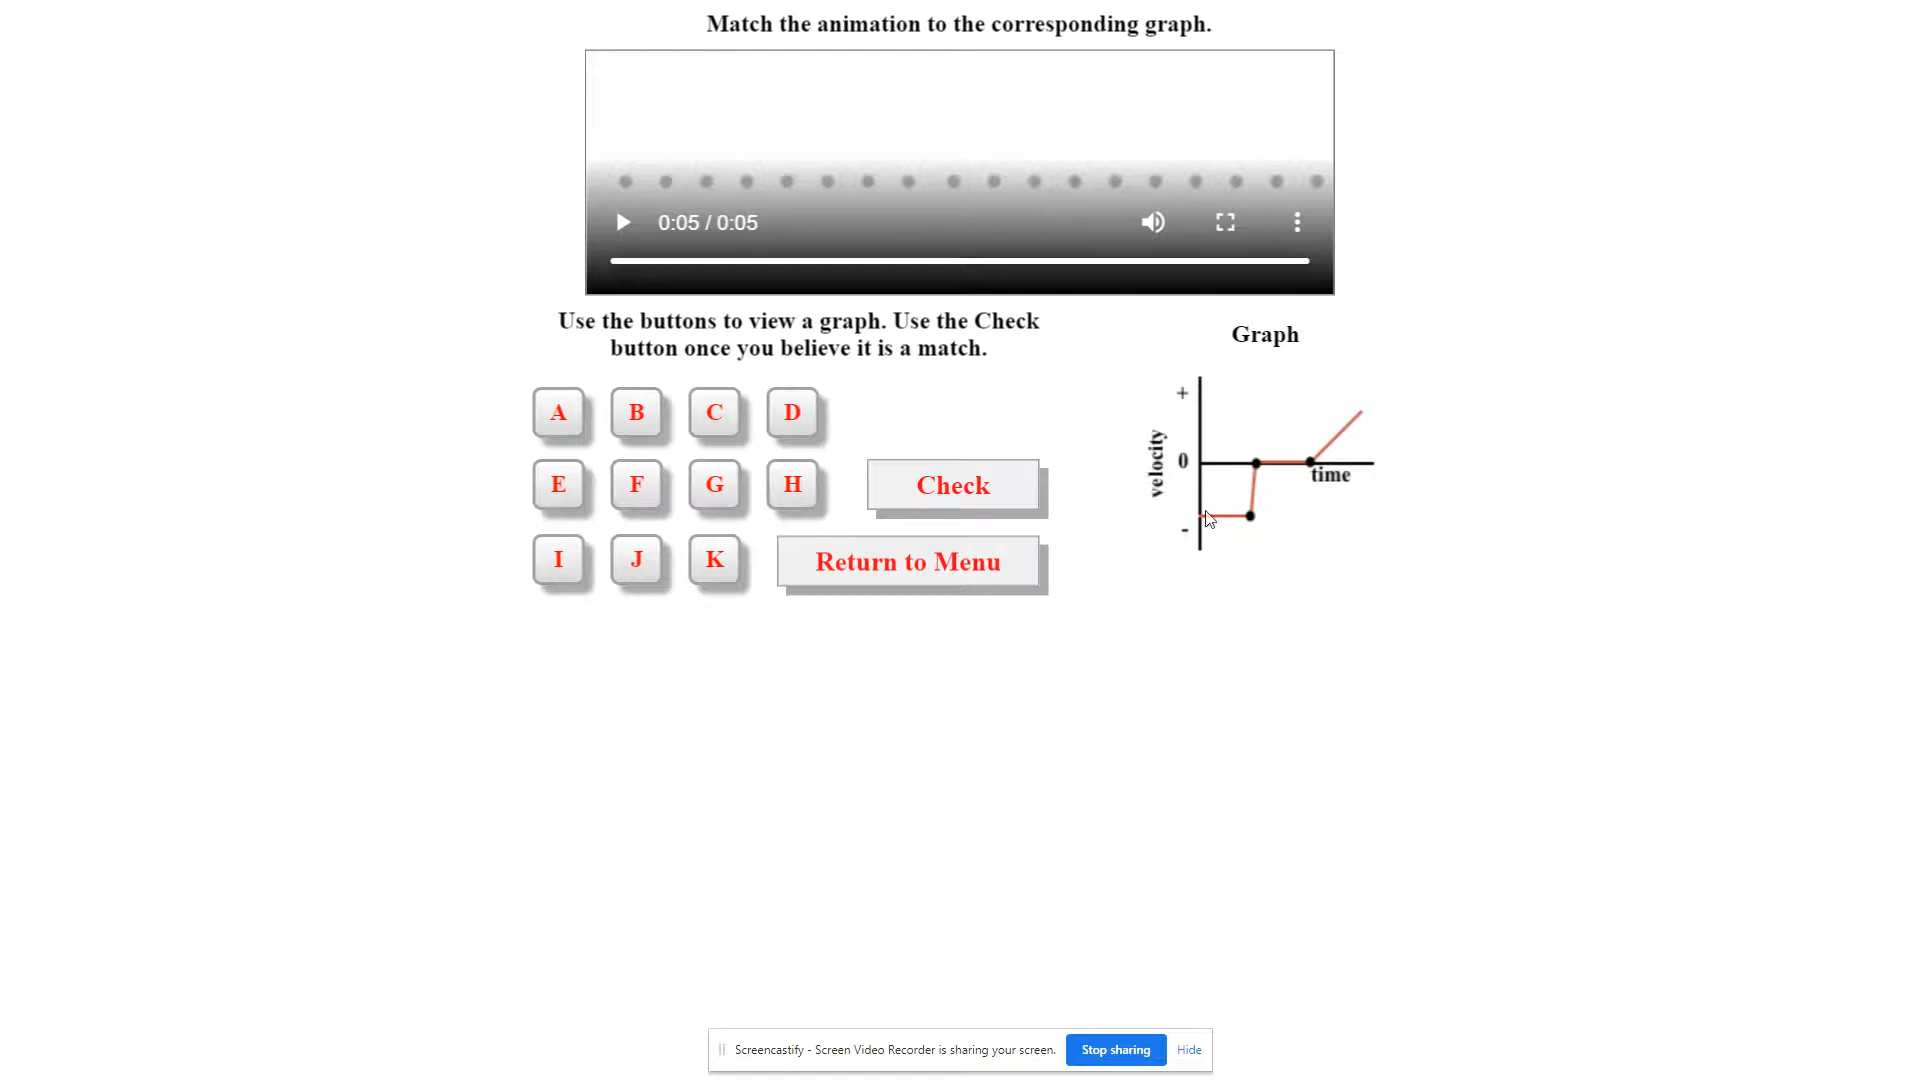 Match the animation to the corresponding graph.
0:05 / 0:05
Use the buttons to view a graph. Use the Check
button once you believe it is a match.
Graph
A B C D
E F G H
Check
I J K
Return to Menu
+
velocity
0
time
-
Screencastify - Screen Video Recorder is sharing your screen.
Stop sharing
Hide